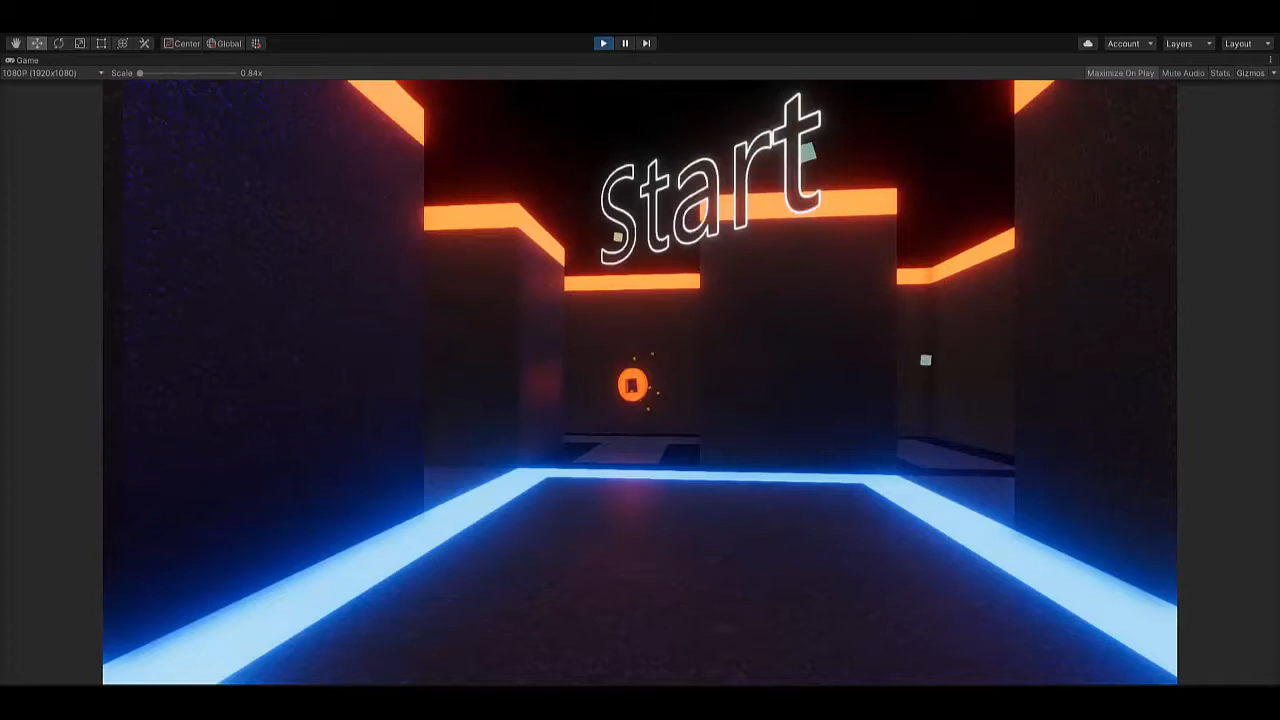 Center Global Account Layers Layout
Game
1080P (1920x1080) Scale 0.84x Maximize On Play Mute Audio Stats Gizmos
Start